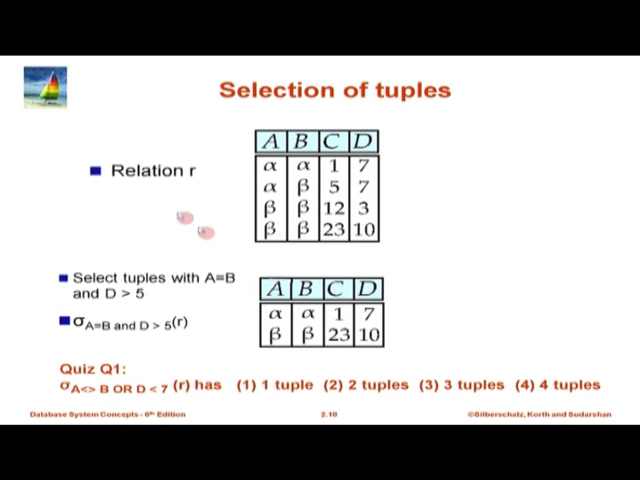 Selection of tuples
Relation r
A B C D
α α 1 7
α β 5 7
β β 12 3
β β 23 10
Select tuples with A=B
and D > 5
σA=B and D > 5(r)
A B C D
α α 1 7
β β 23 10
Quiz Q1:
σA<> B OR D < 7 (r) has (1) 1 tuple (2) 2 tuples (3) 3 tuples (4) 4 tuples
Database System Concepts - 6th Edition 2.10 ©Silberschatz, Korth and Sudarshan